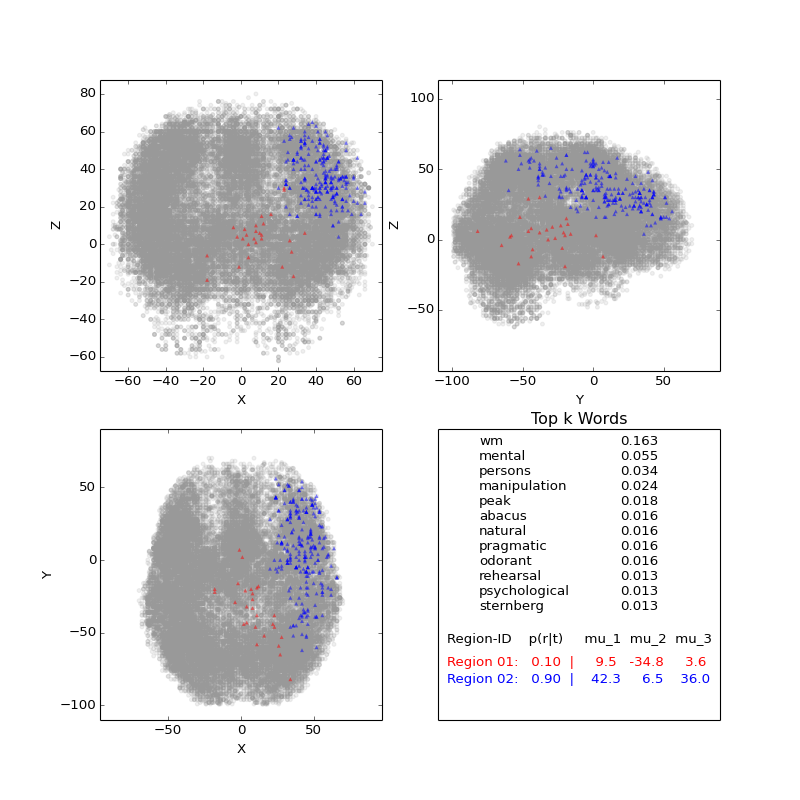 80
60
40
20
0
−20
−40
−60
Z
−60 −40 −20 0 20 40 60
X
100
50
0
−50
Z
−100 −50 0 50
Y
50
0
−50
−100
Y
−50 0 50
X
Top k Words
wm 0.163
mental 0.055
persons 0.034
manipulation 0.024
peak 0.018
abacus 0.016
natural 0.016
pragmatic 0.016
odorant 0.016
rehearsal 0.013
psychological 0.013
sternberg 0.013
Region-ID p(r|t) mu_1 mu_2 mu_3
Region 01: 0.10 | 9.5 -34.8 3.6
Region 02: 0.90 | 42.3 6.5 36.0